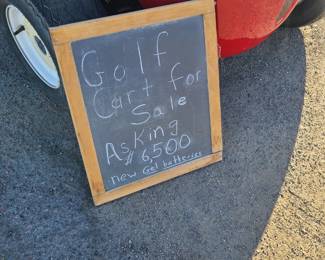 Golf
Cart for
Sale
Asking
$6,500
new Gel batteries